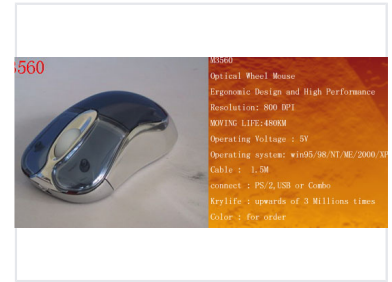 3560
M3560
Optical Wheel Mouse
Ergonomic Design and High Performance
Resolution: 800 DPI
MOVING LIFE:480KM
Operating Voltage : 5V
Operating system: win95/98/NT/ME/2000/XP
Cable : 1.5M
connect : PS/2,USB or Combo
Krylife : upwards of 3 Millions times
Color : for order